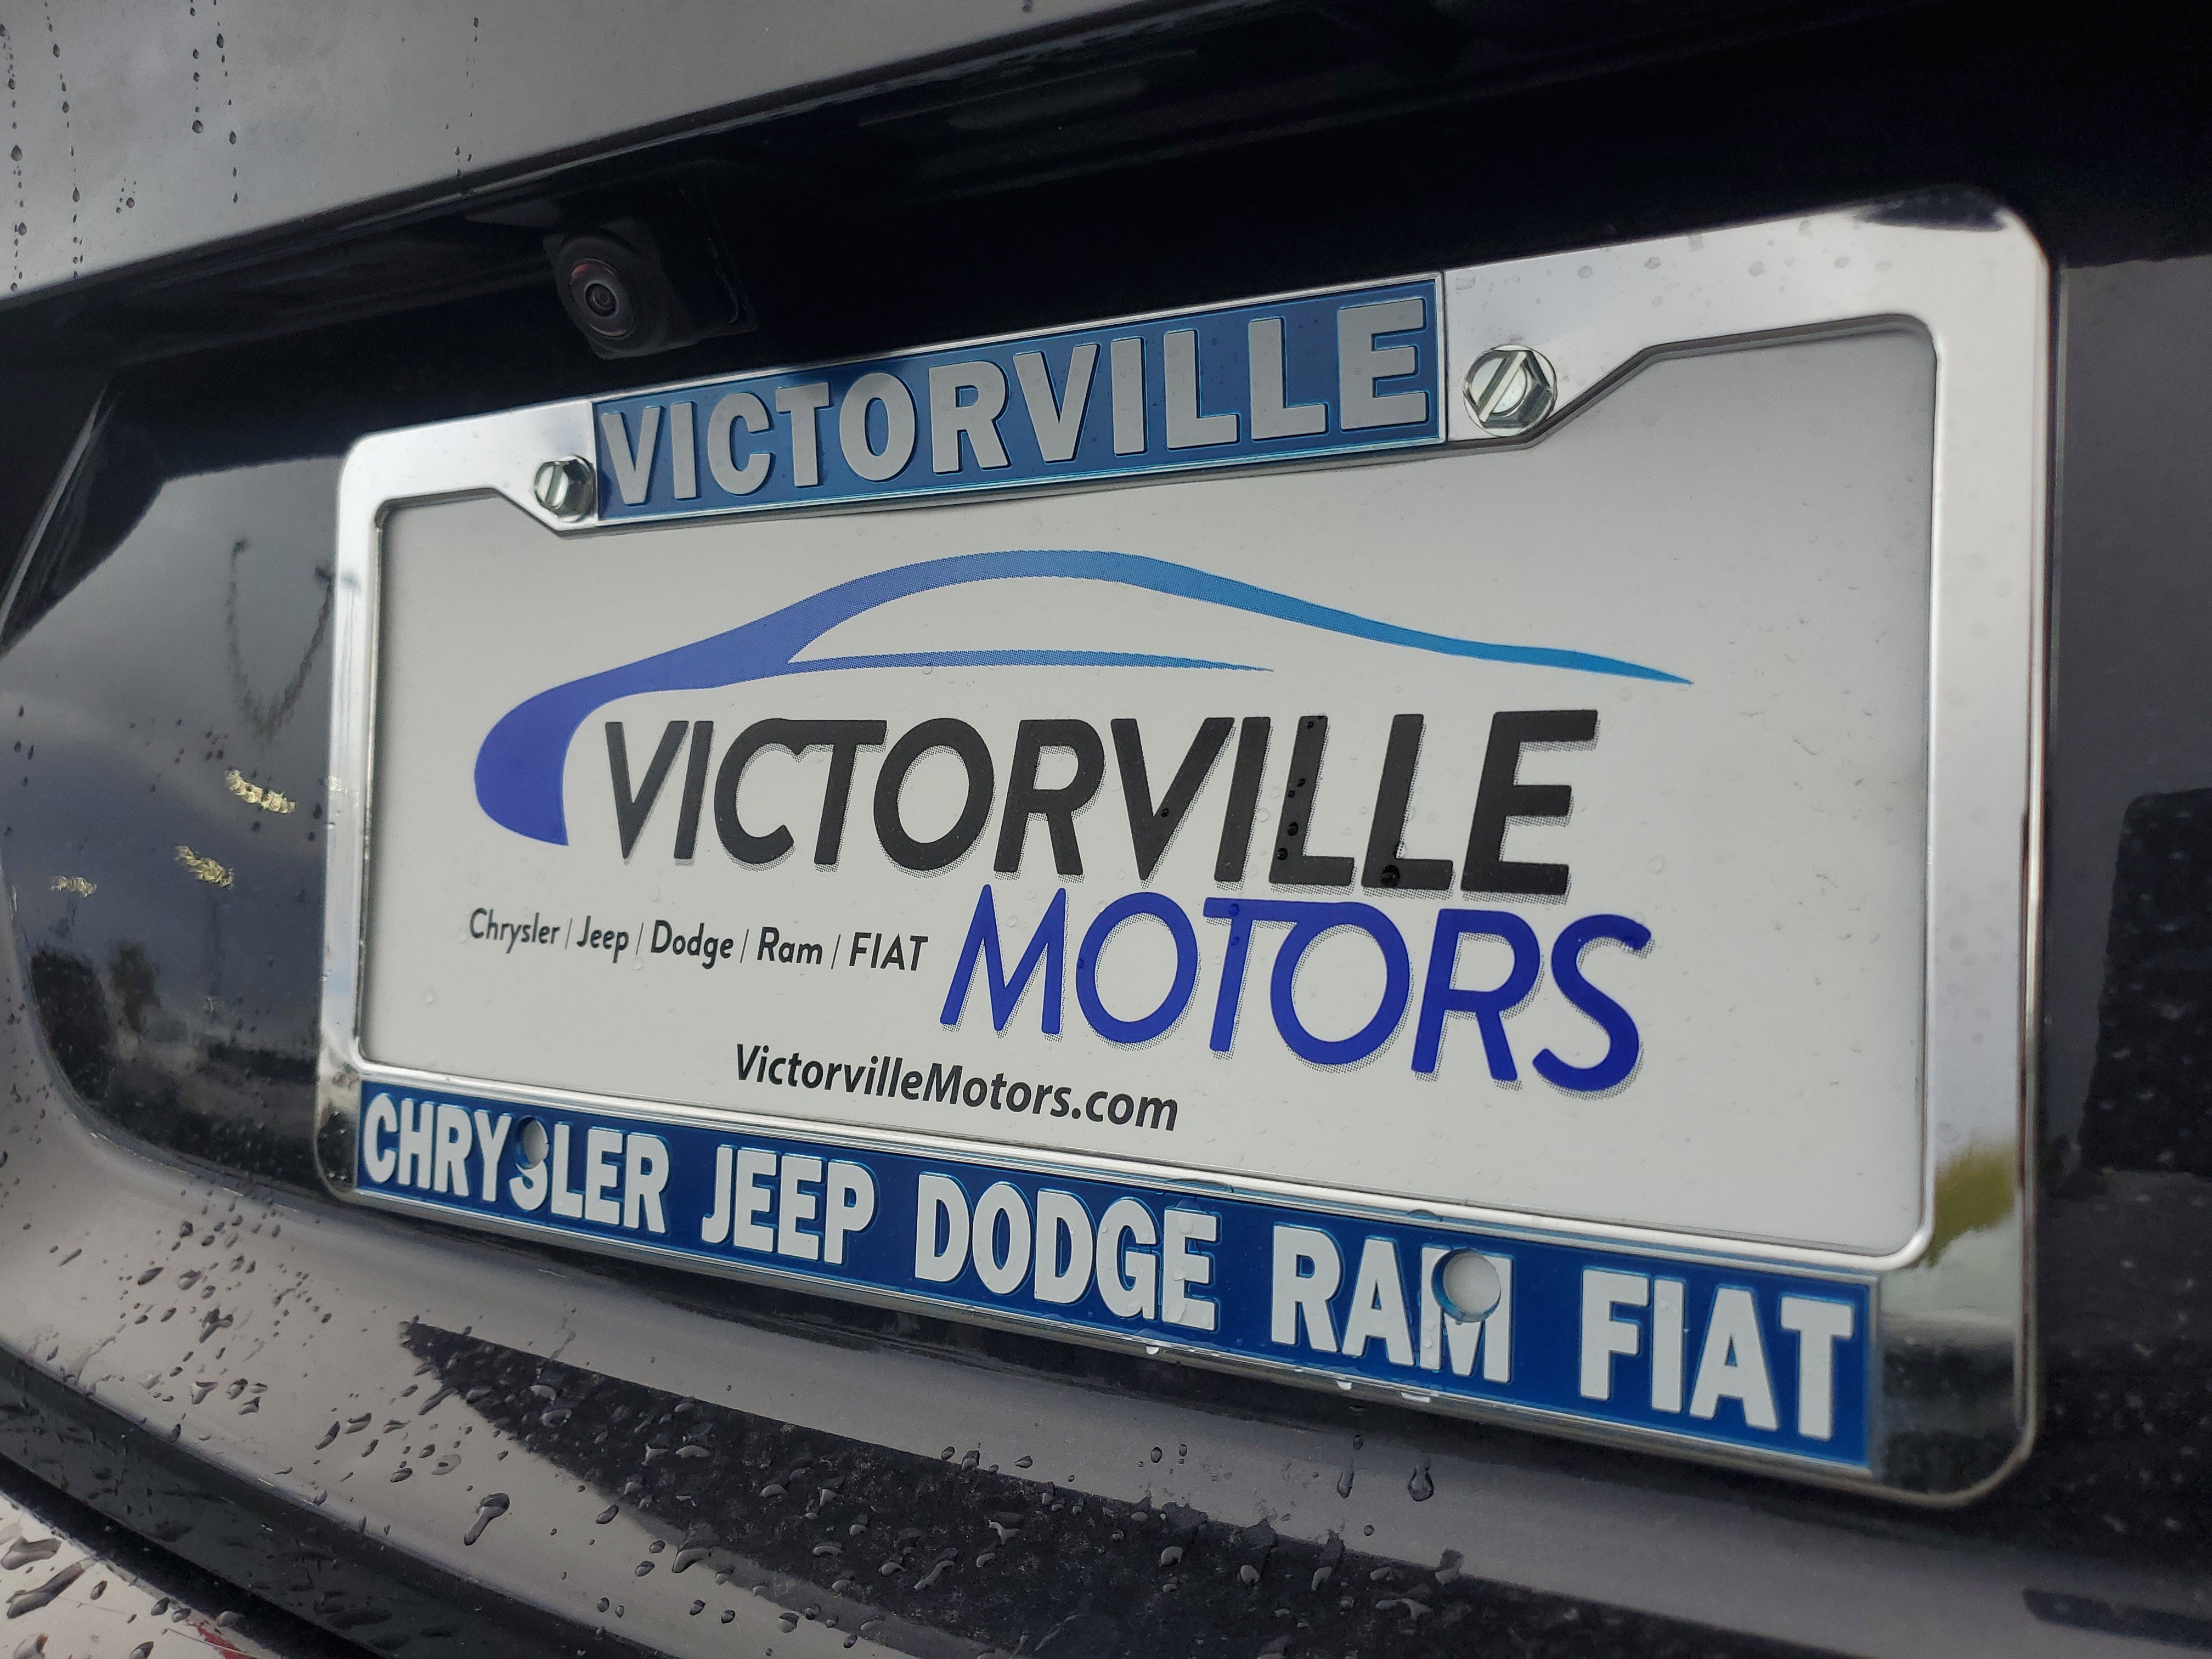 VICTORVILLE
VICTORVILLE
MOTORS
Chrysler | Jeep | Dodge | Ram | FIAT
VictorvilleMotors.com
CHRYSLER JEEP DODGE RAM FIAT